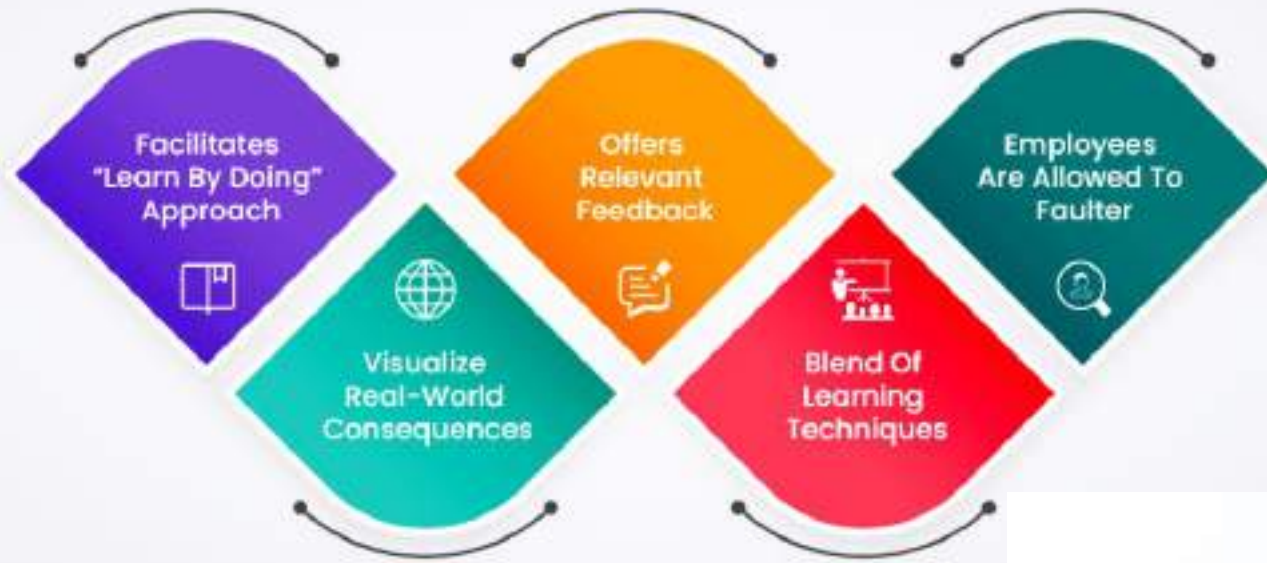 Facilitates
"Learn By Doing"
Approach
Visualize
Real-World
Consequences
Offers
Relevant
Feedback
Blend Of
Learning
Techniques
Employees
Are Allowed To
Faulter